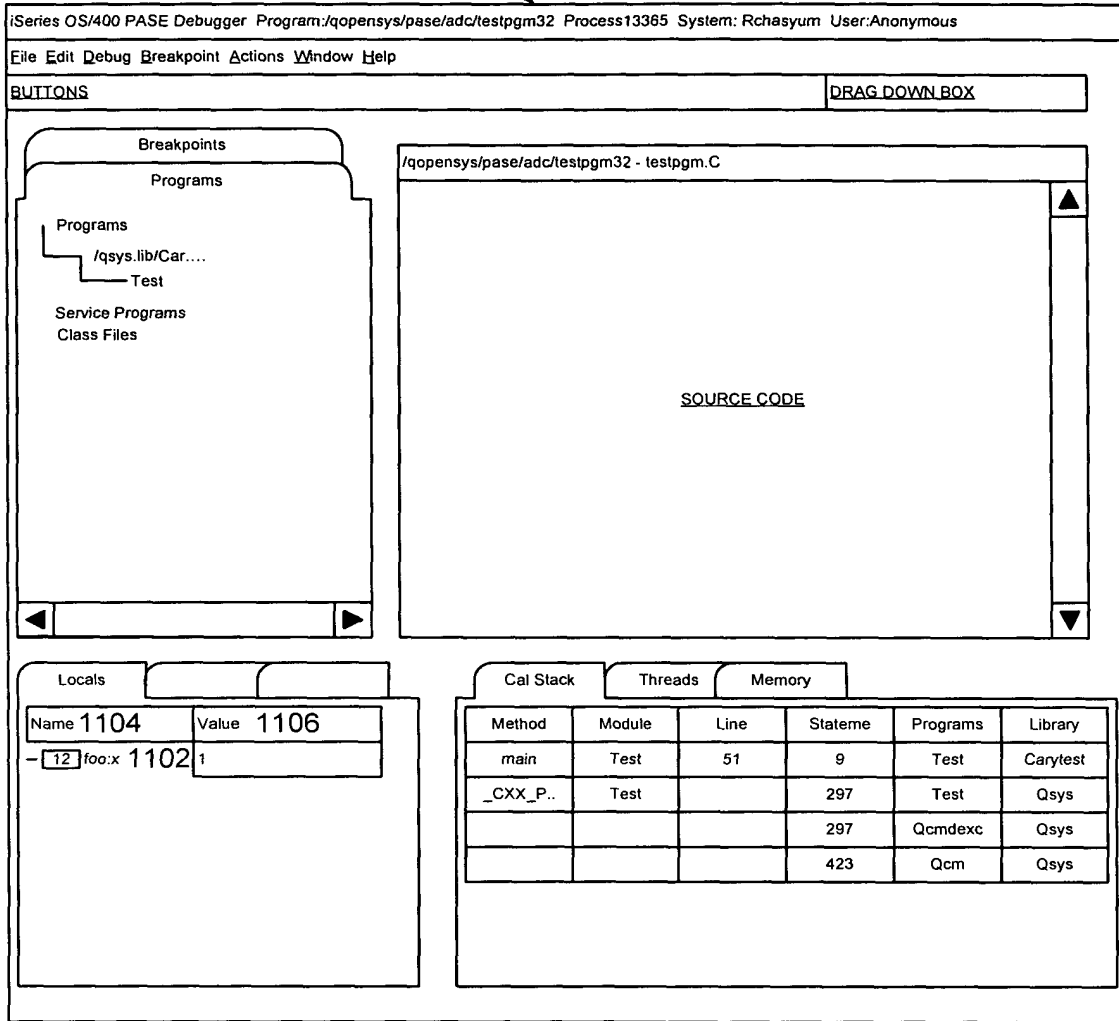 iSeries OS/400 PASE Debugger Program:/qopensys/pase/adc/testpgm32 Process13365 System: Rchasyum User:Anonymous
File Edit Debug Breakpoint Actions Window Help
BUTTONS DRAG DOWN BOX
Breakpoints
Programs
Programs
/qsys.lib/Car....
Test
Service Programs
Class Files
/qopensys/pase/adc/testpgm32 - testpgm.C
SOURCE CODE
Locals
Name 1104 Value 1106
- 12 foo:x 1102 1
Cal Stack Threads Memory
Method Module Line Stateme Programs Library
main Test 51 9 Test Carytest
_CXX_P.. Test 297 Test Qsys
297 Qcmdexc Qsys
423 Qcm Qsys